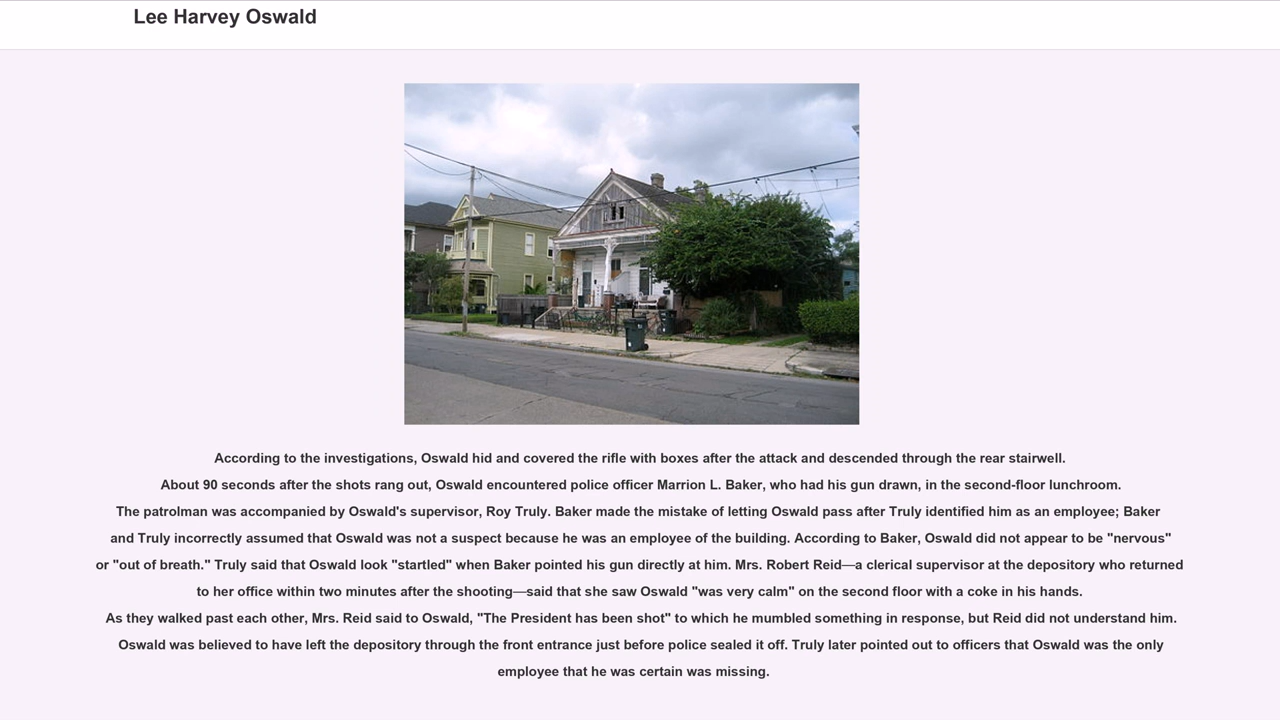 Lee Harvey Oswald
According to the investigations, Oswald hid and covered the rifle with boxes after the attack and descended through the rear stairwell.
About 90 seconds after the shots rang out, Oswald encountered police officer Marrion L. Baker, who had his gun drawn, in the second-floor lunchroom.
The patrolman was accompanied by Oswald's supervisor, Roy Truly. Baker made the mistake of letting Oswald pass after Truly identified him as an employee; Baker
and Truly incorrectly assumed that Oswald was not a suspect because he was an employee of the building. According to Baker, Oswald did not appear to be "nervous"
or "out of breath." Truly said that Oswald look "startled" when Baker pointed his gun directly at him. Mrs. Robert Reid—a clerical supervisor at the depository who returned
to her office within two minutes after the shooting—said that she saw Oswald "was very calm" on the second floor with a coke in his hands.
As they walked past each other, Mrs. Reid said to Oswald, "The President has been shot" to which he mumbled something in response, but Reid did not understand him.
Oswald was believed to have left the depository through the front entrance just before police sealed it off. Truly later pointed out to officers that Oswald was the only
employee that he was certain was missing.